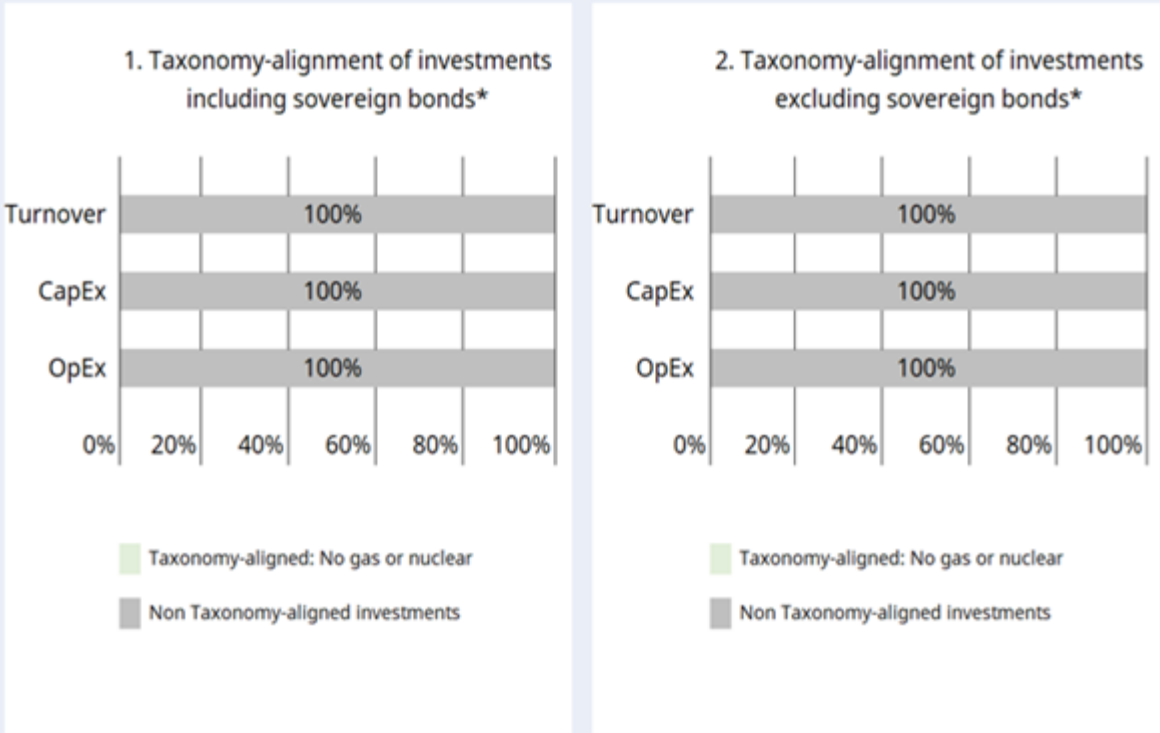 1. Taxonomy-alignment of investments
including sovereign bonds*
Turnover 100%
CapEx 100%
OpEx 100%
0% 20% 40% 60% 80% 100%
Taxonomy-aligned: No gas or nuclear
Non Taxonomy-aligned investments
2. Taxonomy-alignment of investments
excluding sovereign bonds*
Turnover 100%
CapEx 100%
OpEx 100%
0% 20% 40% 60% 80% 100%
Taxonomy-aligned: No gas or nuclear
Non Taxonomy-aligned investments